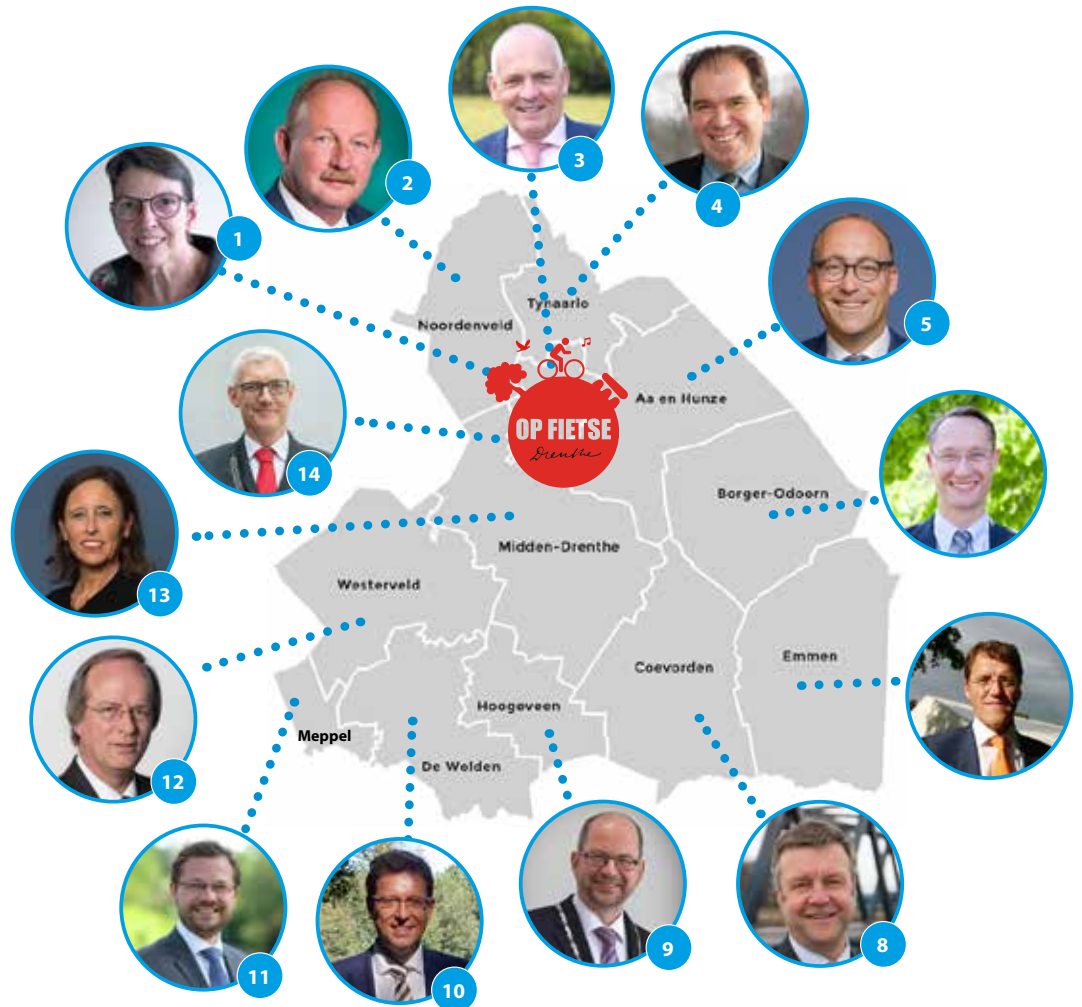 3
4
2
1
Tynaarlo
Noordenveld
5
Aa en Hunze
OP FIETSE
Drenthe
14
Borger-Odoorn
Midden-Drenthe
13
Westerveld
Emmen
Coevorden
Hoogeveen
Meppel
De Wolden
12
9
8
11
10